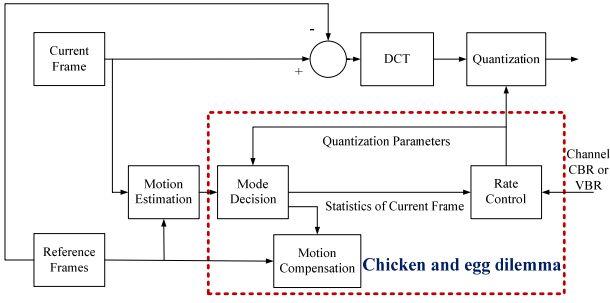 -
Current
Frame
+
DCT
Quantization
Quantization Parameters
Channel
CBR or
VBR
Motion
Estimation
Mode
Decision
Statistics of Current Frame
Rate
Control
Reference
Frames
Motion
Compensation
Chicken and egg dilemma